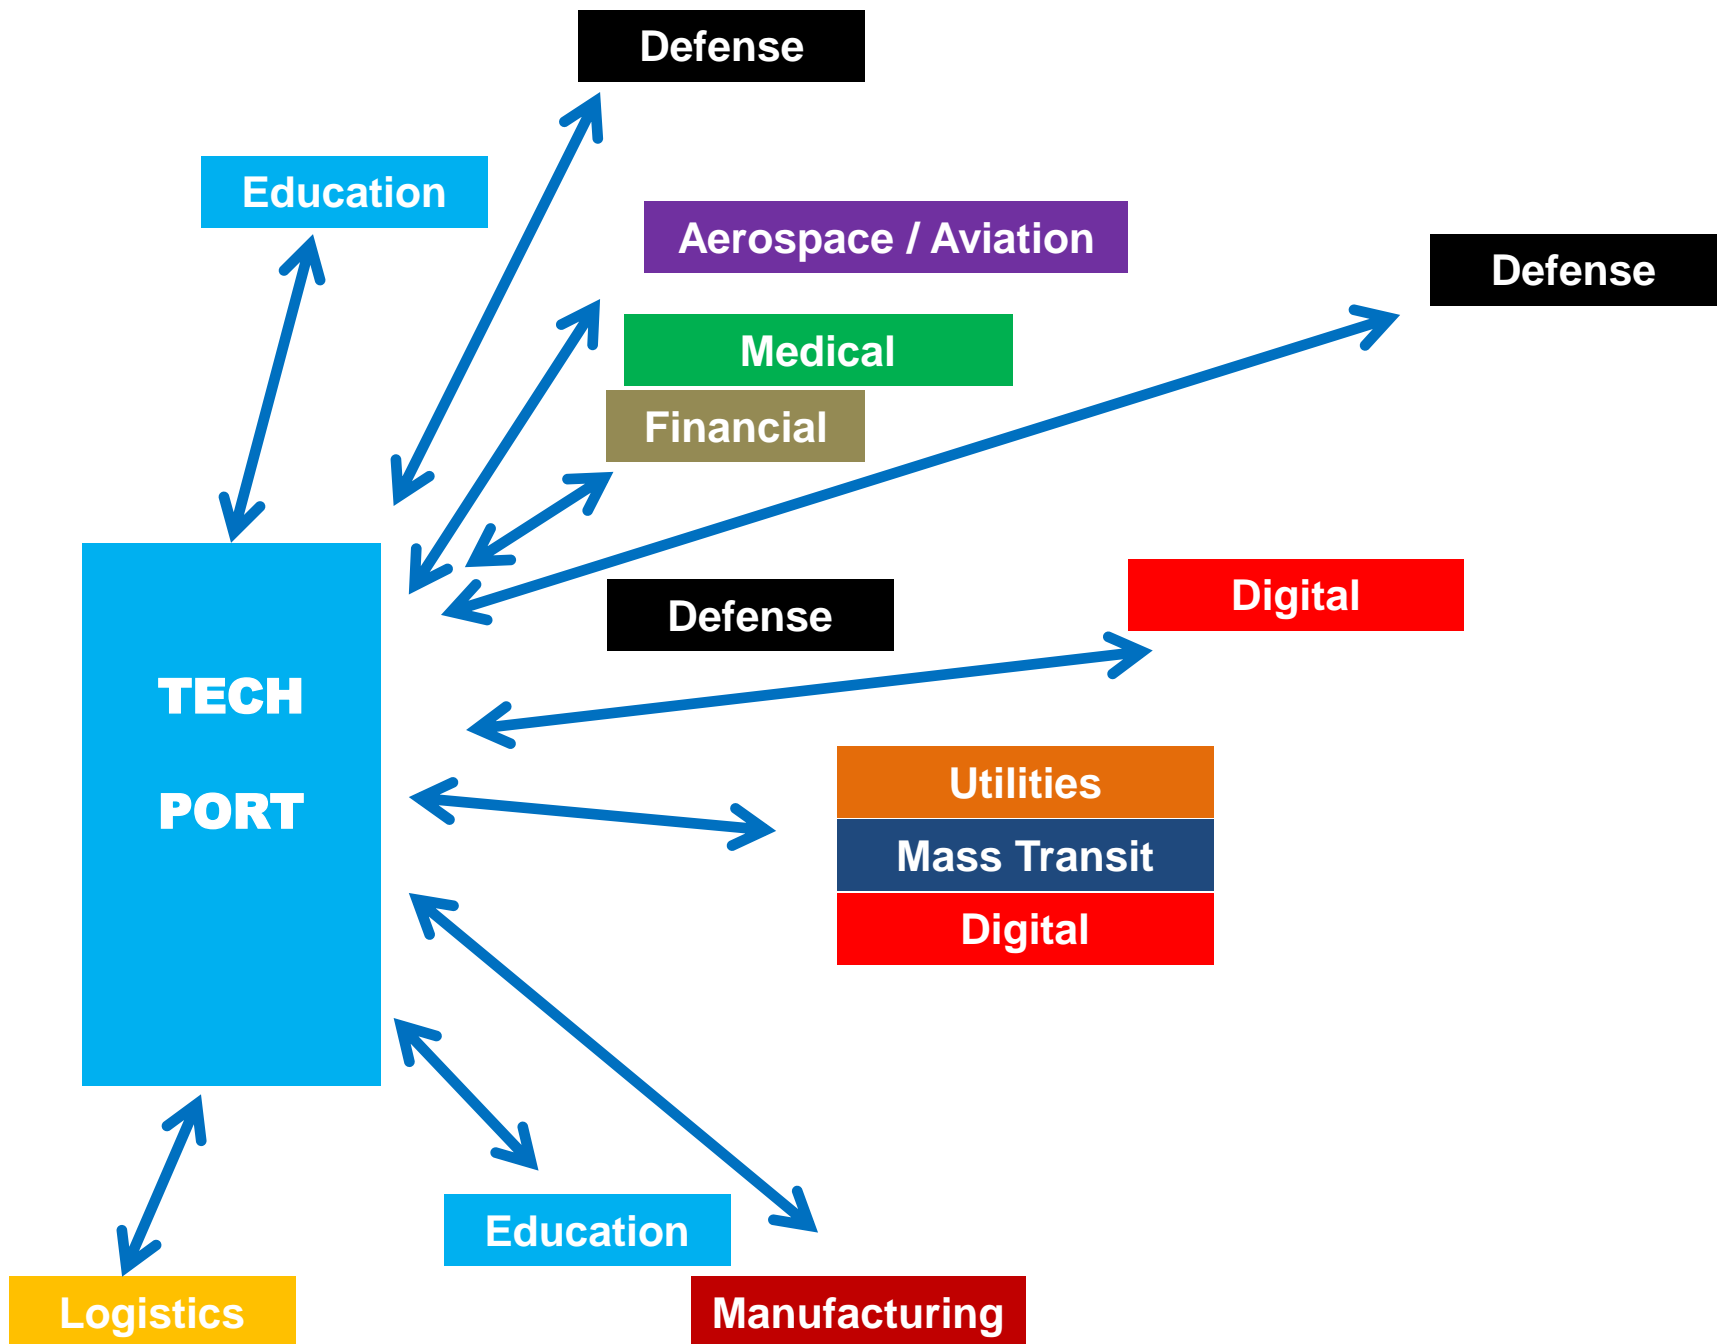 Defense
Education
Aerospace / Aviation
Defense
Medical
Financial
Defense
Digital
TECH
PORT
Utilities
Mass Transit
Digital
Education
Logistics
Manufacturing